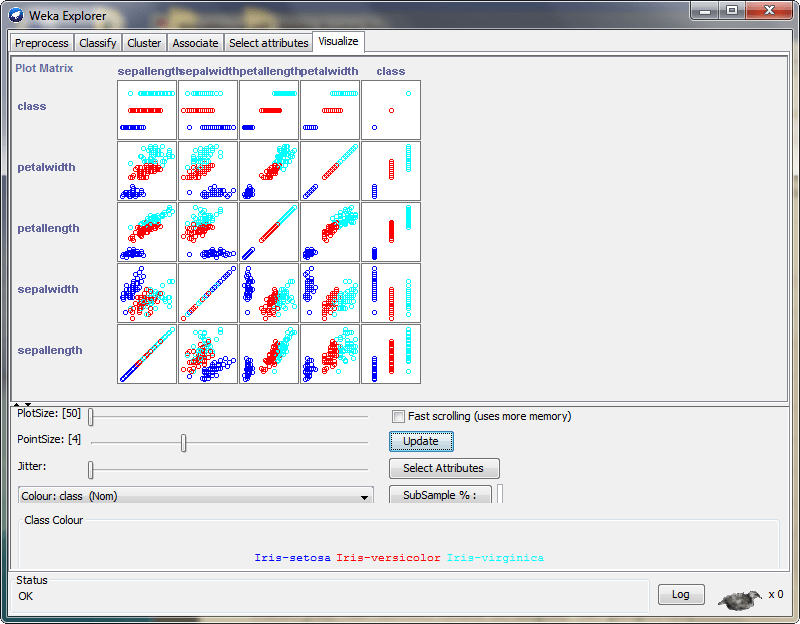 Weka Explorer
Preprocess Classify Cluster Associate Select attributes Visualize
Plot Matrix
sepallength sepalwidth petallength petalwidth class
class
petalwidth
petallength
sepalwidth
sepallength
PlotSize: [50]
Fast scrolling (uses more memory)
PointSize: [4]
Update
Jitter:
Select Attributes
Colour: class (Nom)
SubSample % :
Class Colour
Iris-setosa Iris-versicolor Iris-virginica
Status
OK
Log
x 0